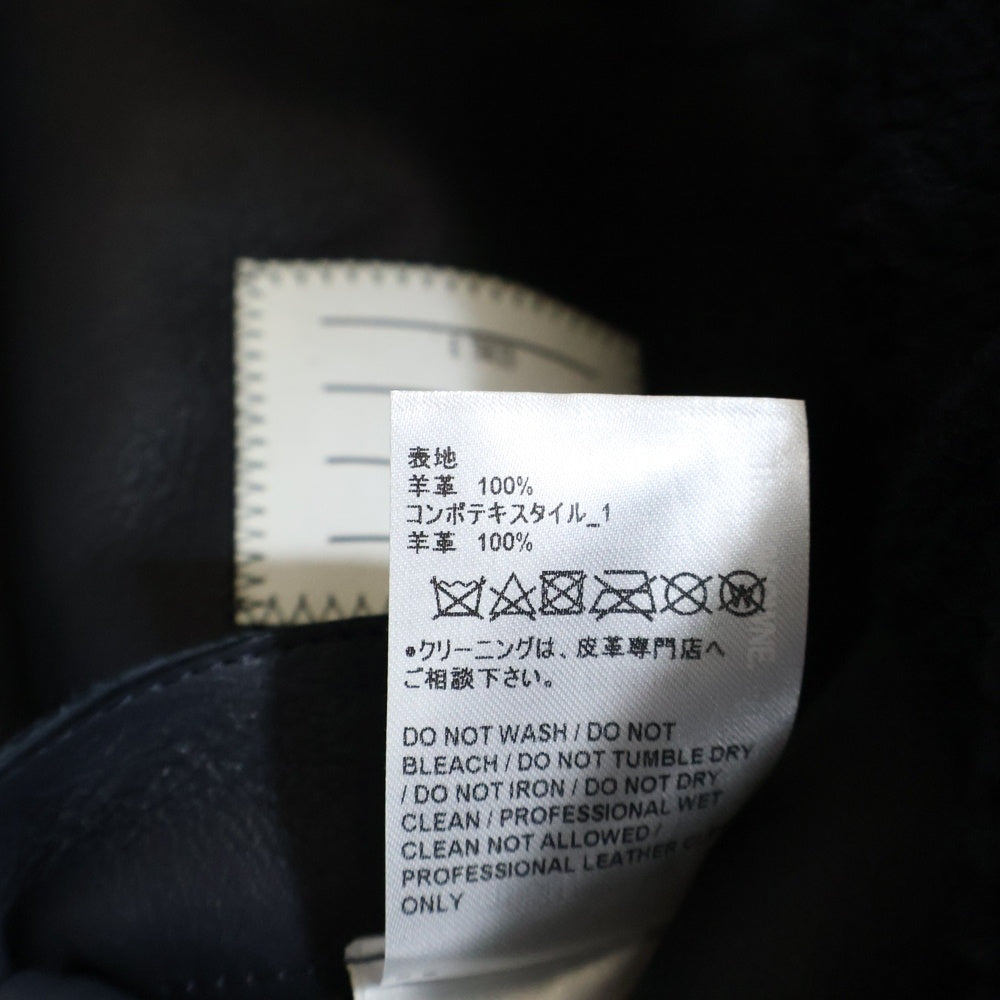 表地
羊革 100%
コンポテキスタイル_1
羊革 100%
•クリーニングは、皮革専門店へ
ご相談下さい。
DO NOT WASH / DO NOT
BLEACH / DO NOT TUMBLE DRY
/ DO NOT IRON / DO NOT DRY
CLEAN / PROFESSIONAL WET
CLEAN NOT ALLOWED /
PROFESSIONAL LEATHER
ONLY